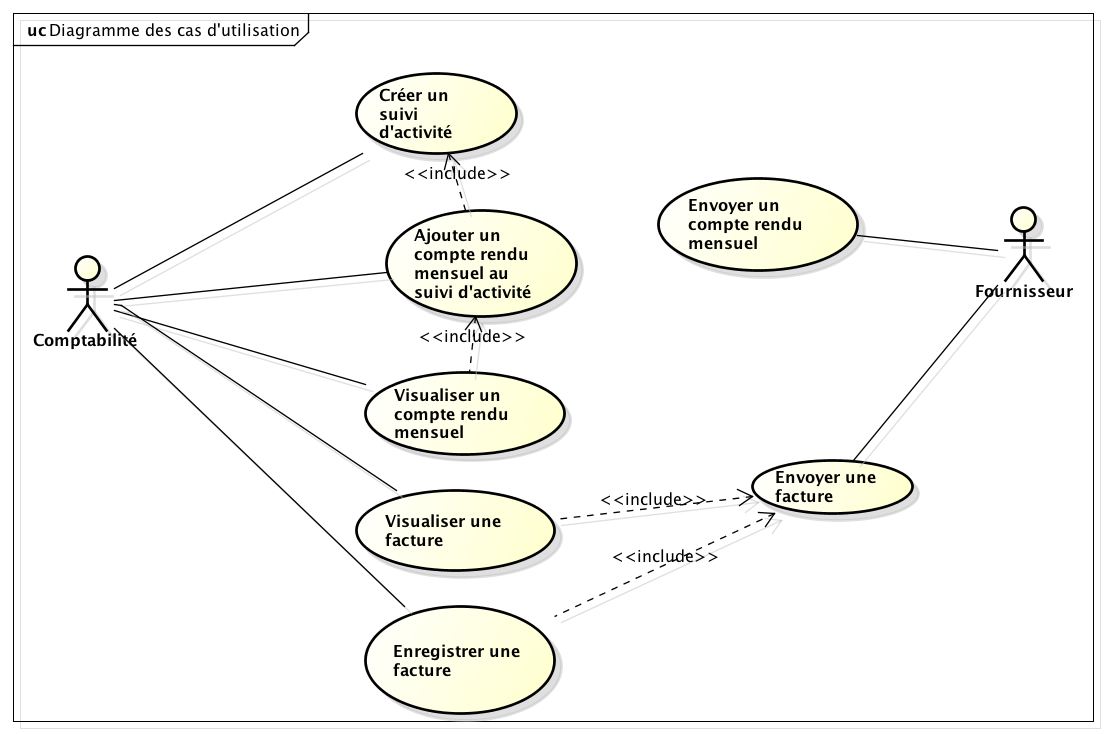 uc Diagramme des cas d'utilisation
Créer un
suivi
d'activité
<<include>>
Envoyer un
compte rendu
mensuel
Ajouter un
compte rendu
mensuel au
suivi d'activité
Fournisseur
Comptabilité
<<include>>
Visualiser un
compte rendu
mensuel
Envoyer une
facture
<<include>>
Visualiser une
facture
<<include>>
Enregistrer une
facture